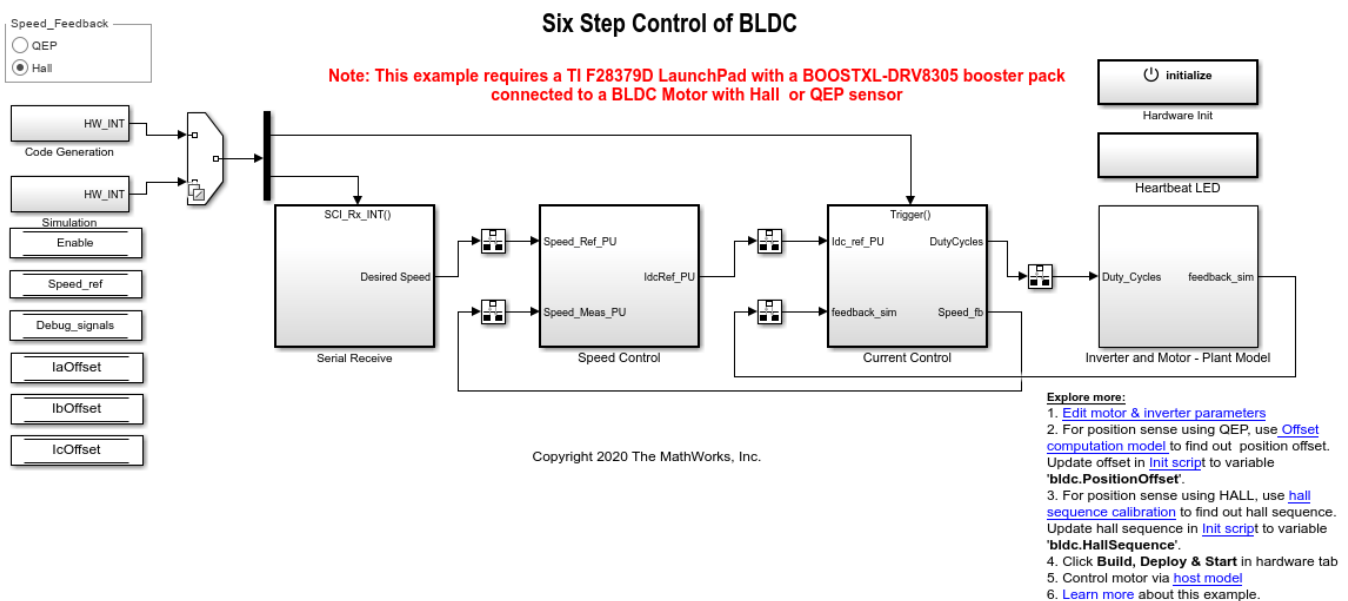 Six Step Control of BLDC
Speed_Feedback
QEP
Hall
Note: This example requires a TI F28379D LaunchPad with a BOOSTXL-DRV8305 booster pack
connected to a BLDC Motor with Hall or QEP sensor
initialize
Hardware Init
HW_INT
Code Generation
Heartbeat LED
HW_INT
Simulation
Enable
Speed_ref
Debug_signals
IaOffset
IbOffset
IcOffset
SCI_Rx_INT()
Desired Speed
Serial Receive
Speed_Ref_PU
IdcRef_PU
Speed_Meas_PU
Speed Control
Trigger()
Idc_ref_PU
DutyCycles
feedback_sim
Speed_fb
Current Control
Duty_Cycles
feedback_sim
Inverter and Motor - Plant Model
Copyright 2020 The MathWorks, Inc.
Explore more:
1. Edit motor & inverter parameters
2. For position sense using QEP, use Offset
computation model to find out position offset.
Update offset in Init script to variable
'bldc.PositionOffset'.
3. For position sense using HALL, use hall
sequence calibration to find out hall sequence.
Update hall sequence in Init script to variable
'bldc.HallSequence'.
4. Click Build, Deploy & Start in hardware tab
5. Control motor via host model
6. Learn more about this example.